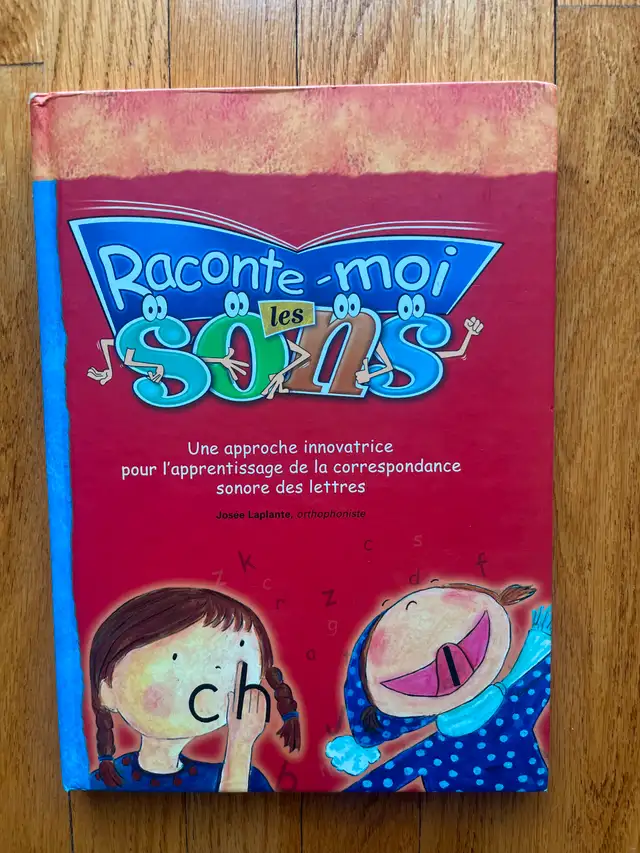 Raconte-moi
les
sons
Une approche innovatrice
pour l'apprentissage de la correspondance
sonore des lettres
Josée Laplante, orthophoniste
c s
k f
z c d
r z
g
a
ch
l
b